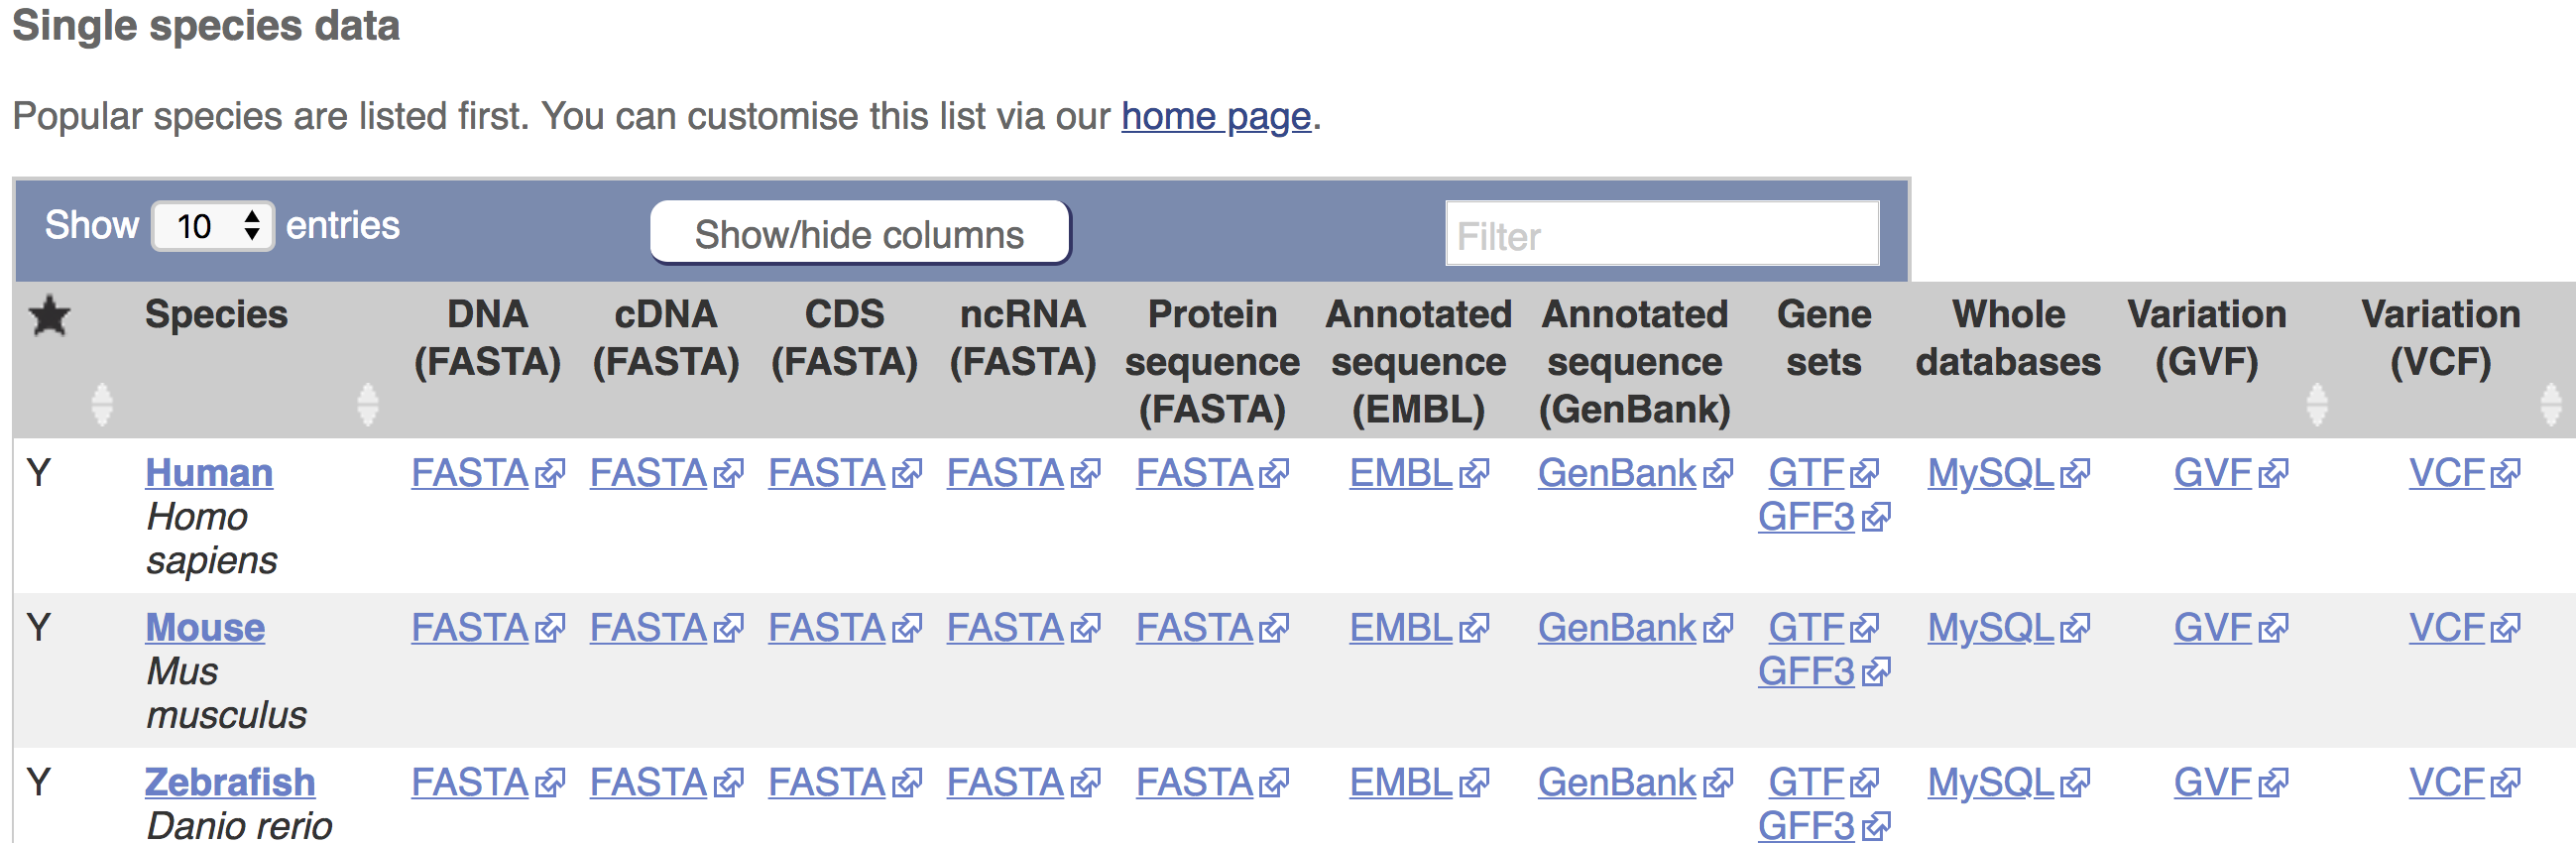 Single species data
Popular species are listed first. You can customise this list via our home page.
Show 10 entries Show/hide columns Filter
Species DNA (FASTA) cDNA (FASTA) CDS (FASTA) ncRNA (FASTA) Protein sequence (FASTA) Annotated sequence (EMBL) Annotated sequence (GenBank) Gene sets Whole databases Variation (GVF) Variation (VCF)
Y Human FASTA FASTA FASTA FASTA FASTA EMBL GenBank GTF MySQL GVF VCF
Homo GFF3
sapiens
Y Mouse FASTA FASTA FASTA FASTA FASTA EMBL GenBank GTF MySQL GVF VCF
Mus GFF3
musculus
Y Zebrafish FASTA FASTA FASTA FASTA FASTA EMBL GenBank GTF MySQL GVF VCF
Danio rerio GFF3